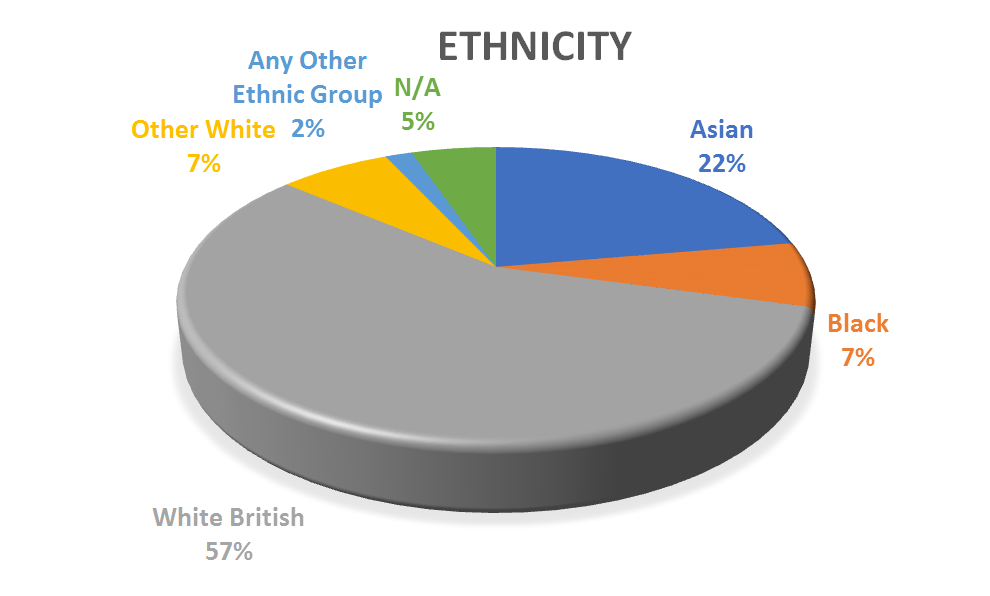 ETHNICITY
Any Other
Ethnic Group
2%
N/A
5%
Asian
22%
Other White
7%
Black
7%
White British
57%